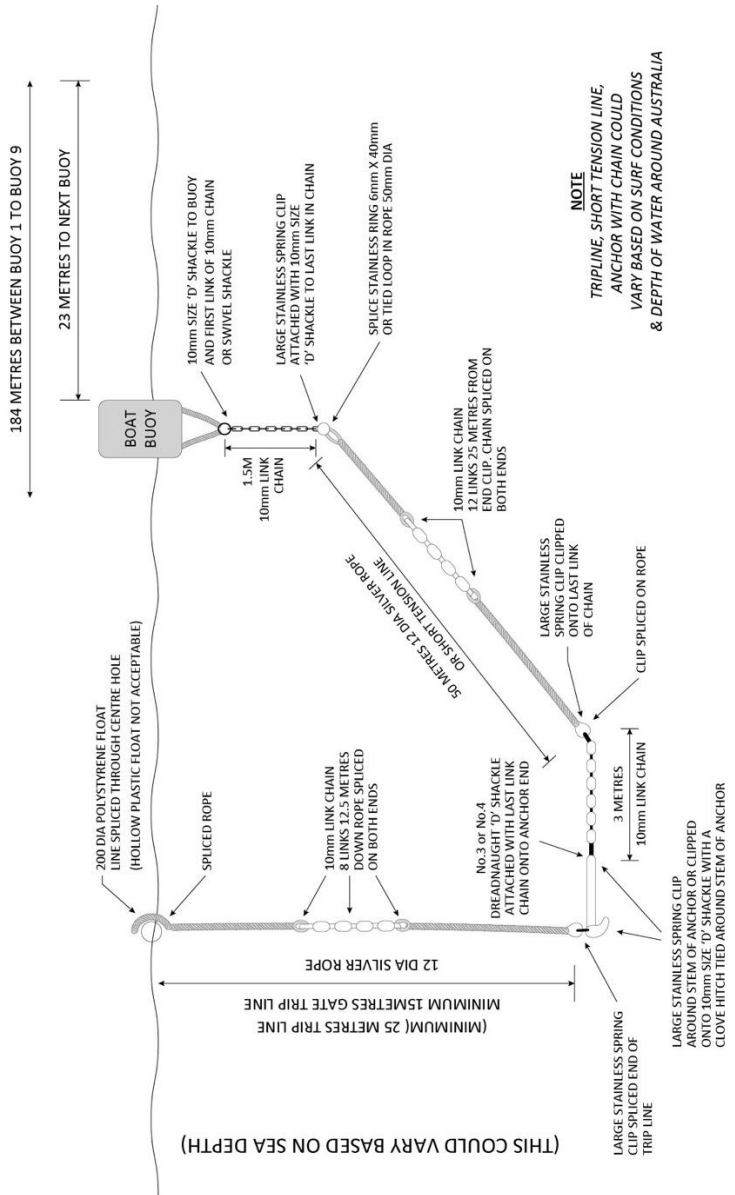 184 METRES BETWEEN BUOY 1 TO BUOY 9
23 METRES TO NEXT BUOY
BOAT
BUOY
10mm SIZE 'D' SHACKLE TO BUOY
AND FIRST LINK OF 10mm CHAIN
OR SWIVEL SHACKLE
1.5M
10mm LINK
CHAIN
LARGE STAINLESS SPRING CLIP
ATTACHED WITH 10mm SIZE
'D' SHACKLE TO LAST LINK IN CHAIN
SPLICE STAINLESS RING 6mm X 40mm
OR TIED LOOP IN ROPE 50mm DIA
10mm LINK CHAIN
12 LINKS 25 METRES FROM
END CLIP. CHAIN SPLICED ON
BOTH ENDS
50 METRES 12 DIA SILVER ROPE
OR SHORT TENSION LINE
LARGE STAINLESS
SPRING CLIP CLIPPED
ONTO LAST LINK
OF CHAIN
CLIP SPLICED ON ROPE
3 METRES
10mm LINK CHAIN
No.3 or No.4
DREADNAUGHT 'D' SHACKLE
ATTACHED WITH LAST LINK
CHAIN ONTO ANCHOR END
200 DIA POLYSTYRENE FLOAT
LINE SPLICED THROUGH CENTRE HOLE
(HOLLOW PLASTIC FLOAT NOT ACCEPTABLE)
SPLICED ROPE
10mm LINK CHAIN
8 LINKS 12.5 METRES
DOWN ROPE SPLICED
ON BOTH ENDS
(MINIMUM) 25 METRES TRIP LINE
MINIMUM 15METRES GATE TRIP LINE
12 DIA SILVER ROPE
(THIS COULD VARY BASED ON SEA DEPTH)
LARGE STAINLESS SPRING
CLIP SPLICED END OF
TRIP LINE
LARGE STAINLESS SPRING CLIP
AROUND STEM OF ANCHOR OR CLIPPED
ONTO 10mm SIZE 'D' SHACKLE WITH A
CLOVE HITCH TIED AROUND STEM OF ANCHOR
NOTE
TRIPLINE, SHORT TENSION LINE,
ANCHOR WITH CHAIN COULD
VARY BASED ON SURF CONDITIONS
& DEPTH OF WATER AROUND AUSTRALIA